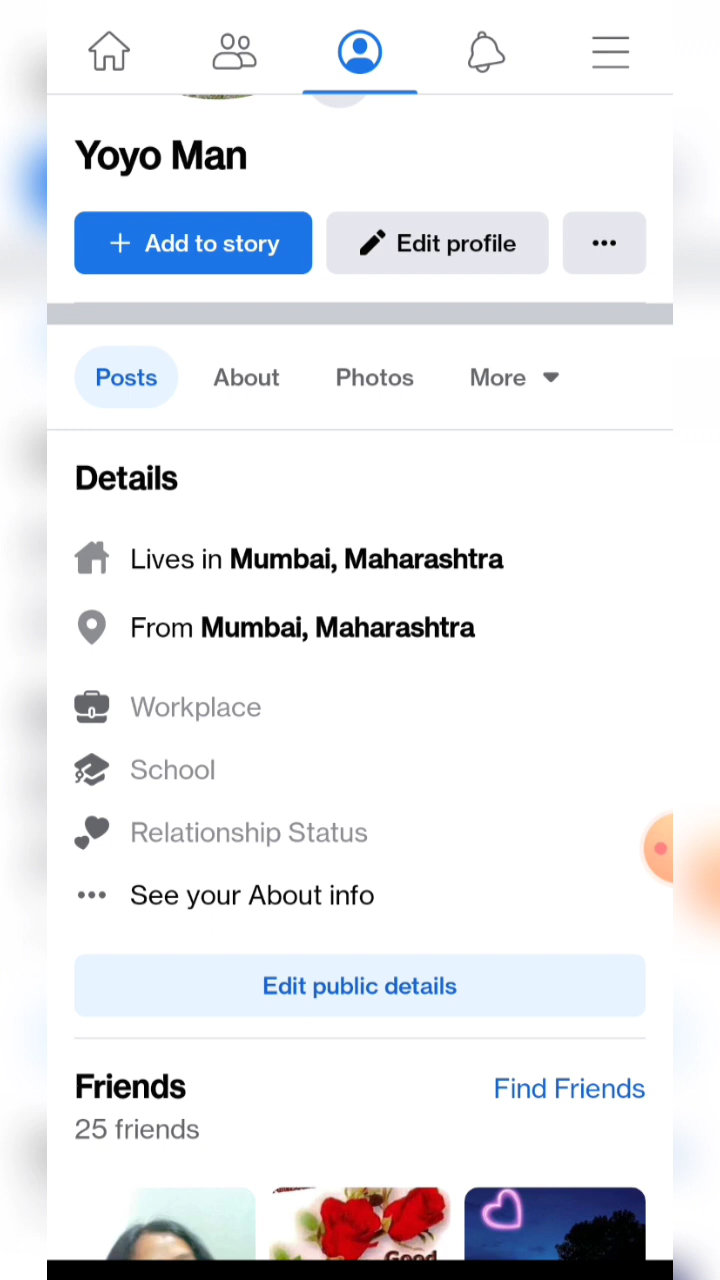 Yoyo Man
Add to story
Edit profile
Posts
About
Photos
More
Details
Lives in Mumbai, Maharashtra
From Mumbai, Maharashtra
Workplace
School
Relationship Status
See your About info
Edit public details
Friends
Find Friends
25 friends
Good